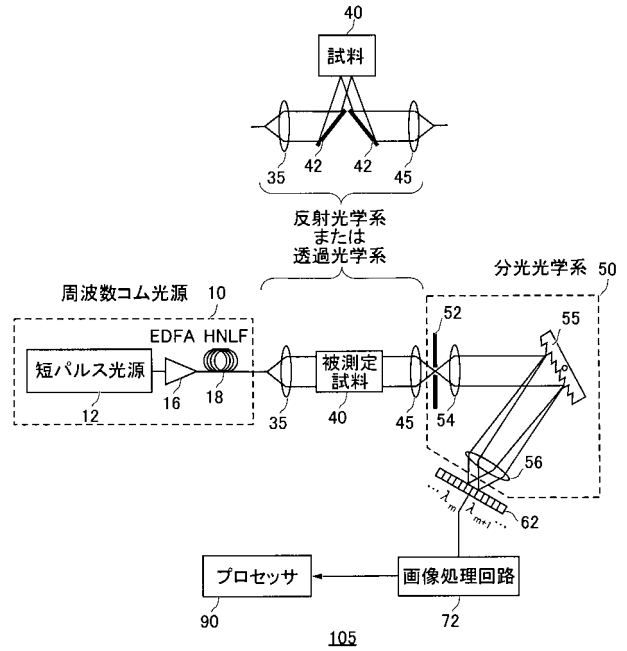 40
試料
35
42
42
45
反射光学系
または
透過光学系
分光光学系
50
周波数コム光源
10
EDFA HNLF
短パルス光源
12
16
18
35
被測定
試料
40
45
52
54
55
56
62
… λm λm+1 …
プロセッサ
90
画像処理回路
72
105